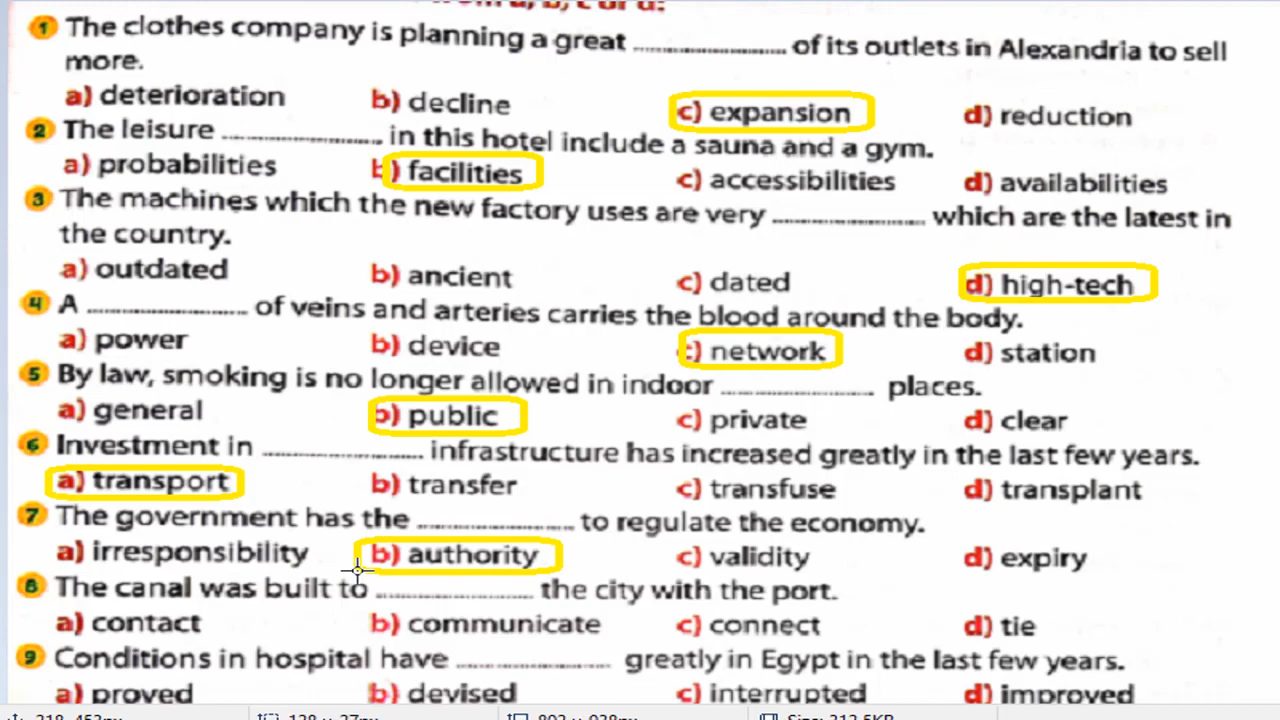 from a, b, c or d:
1 The clothes company is planning a great .................... of its outlets in Alexandria to sell
more.
a) deterioration b) decline c) expansion d) reduction
2 The leisure .................... in this hotel include a sauna and a gym.
a) probabilities b) facilities c) accessibilities d) availabilities
3 The machines which the new factory uses are very .................... which are the latest in
the country.
a) outdated b) ancient c) dated d) high-tech
4 A .................... of veins and arteries carries the blood around the body.
a) power b) device c) network d) station
5 By law, smoking is no longer allowed in indoor .................... places.
a) general b) public c) private d) clear
6 Investment in .................... infrastructure has increased greatly in the last few years.
a) transport b) transfer c) transfuse d) transplant
7 The government has the .................... to regulate the economy.
a) irresponsibility b) authority c) validity d) expiry
8 The canal was built to .................... the city with the port.
a) contact b) communicate c) connect d) tie
9 Conditions in hospital have .................... greatly in Egypt in the last few years.
a) proved b) devised c) interrupted d) improved